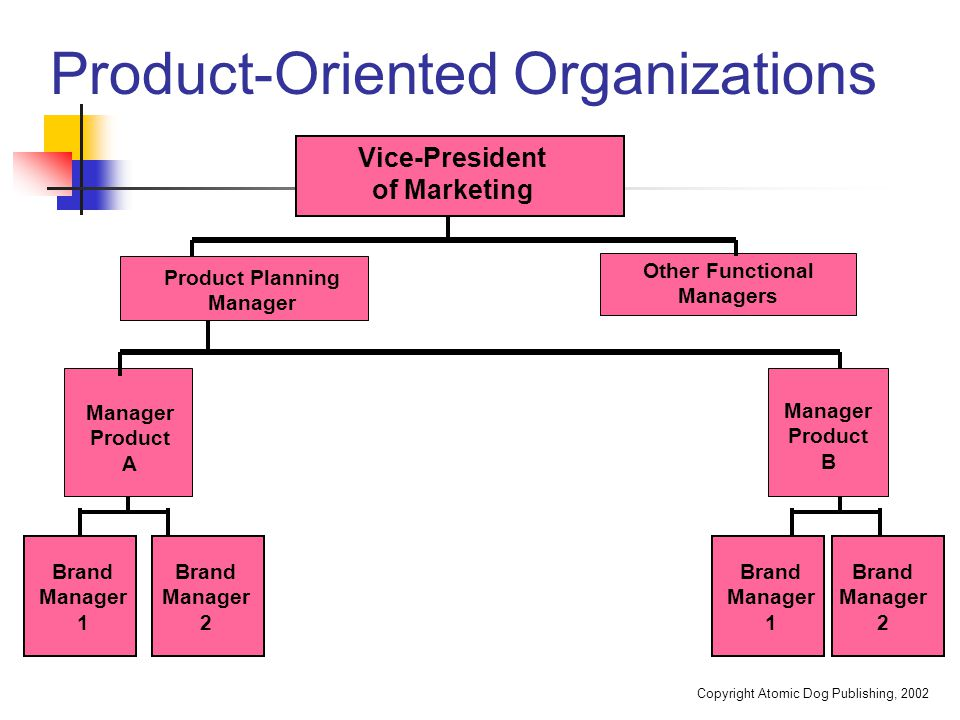 Product-Oriented Organizations
Vice-President
of Marketing
Product Planning
Manager
Other Functional
Managers
Manager
Product
A
Manager
Product
B
Brand
Manager
1
Brand
Manager
2
Brand
Manager
1
Brand
Manager
2
Copyright Atomic Dog Publishing, 2002